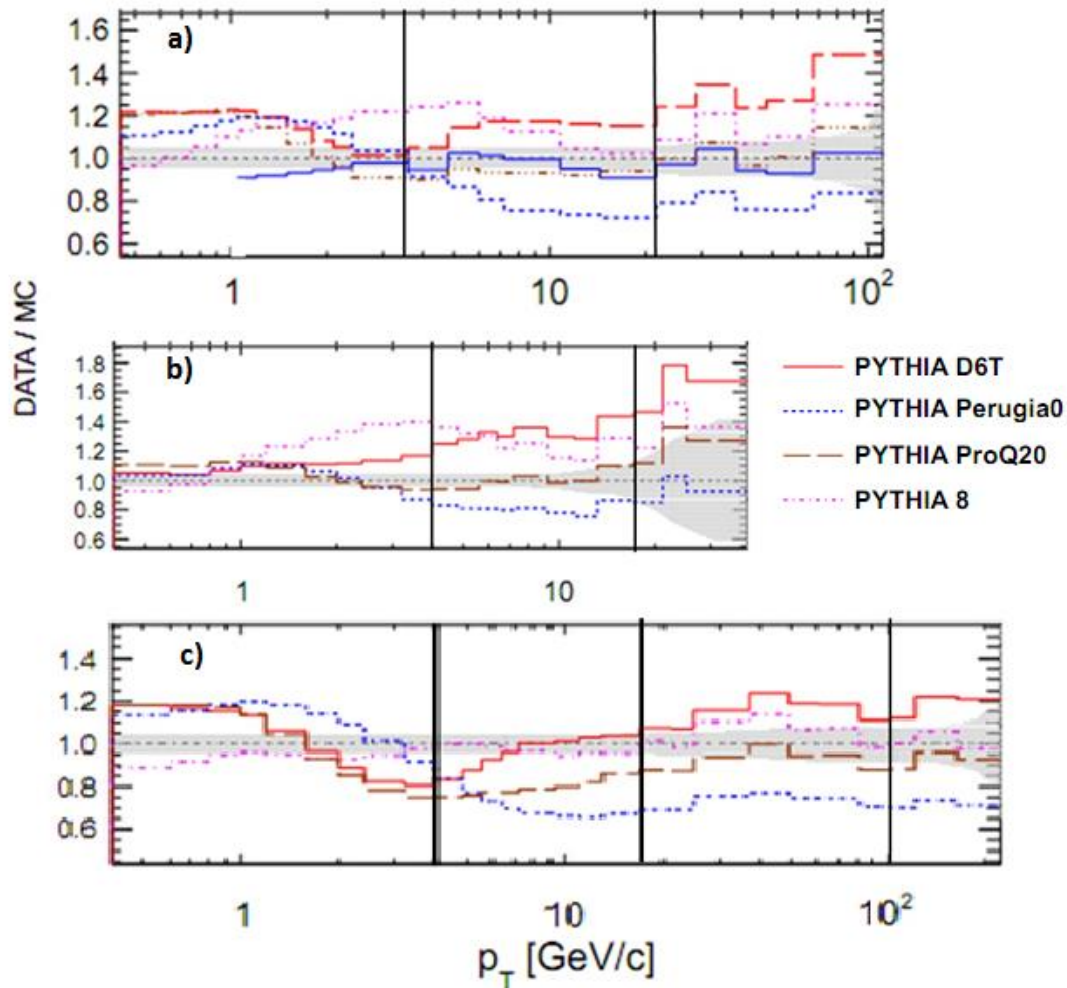 a)
1.6
1.4
1.2
1.0
0.8
0.6
1
10
10²
DATA / MC
b)
1.8
1.6
1.4
1.2
1.0
0.8
0.6
1
10
PYTHIA D6T
PYTHIA Perugia0
PYTHIA ProQ20
PYTHIA 8
c)
1.4
1.2
1.0
0.8
0.6
1
10
10²
p_T [GeV/c]